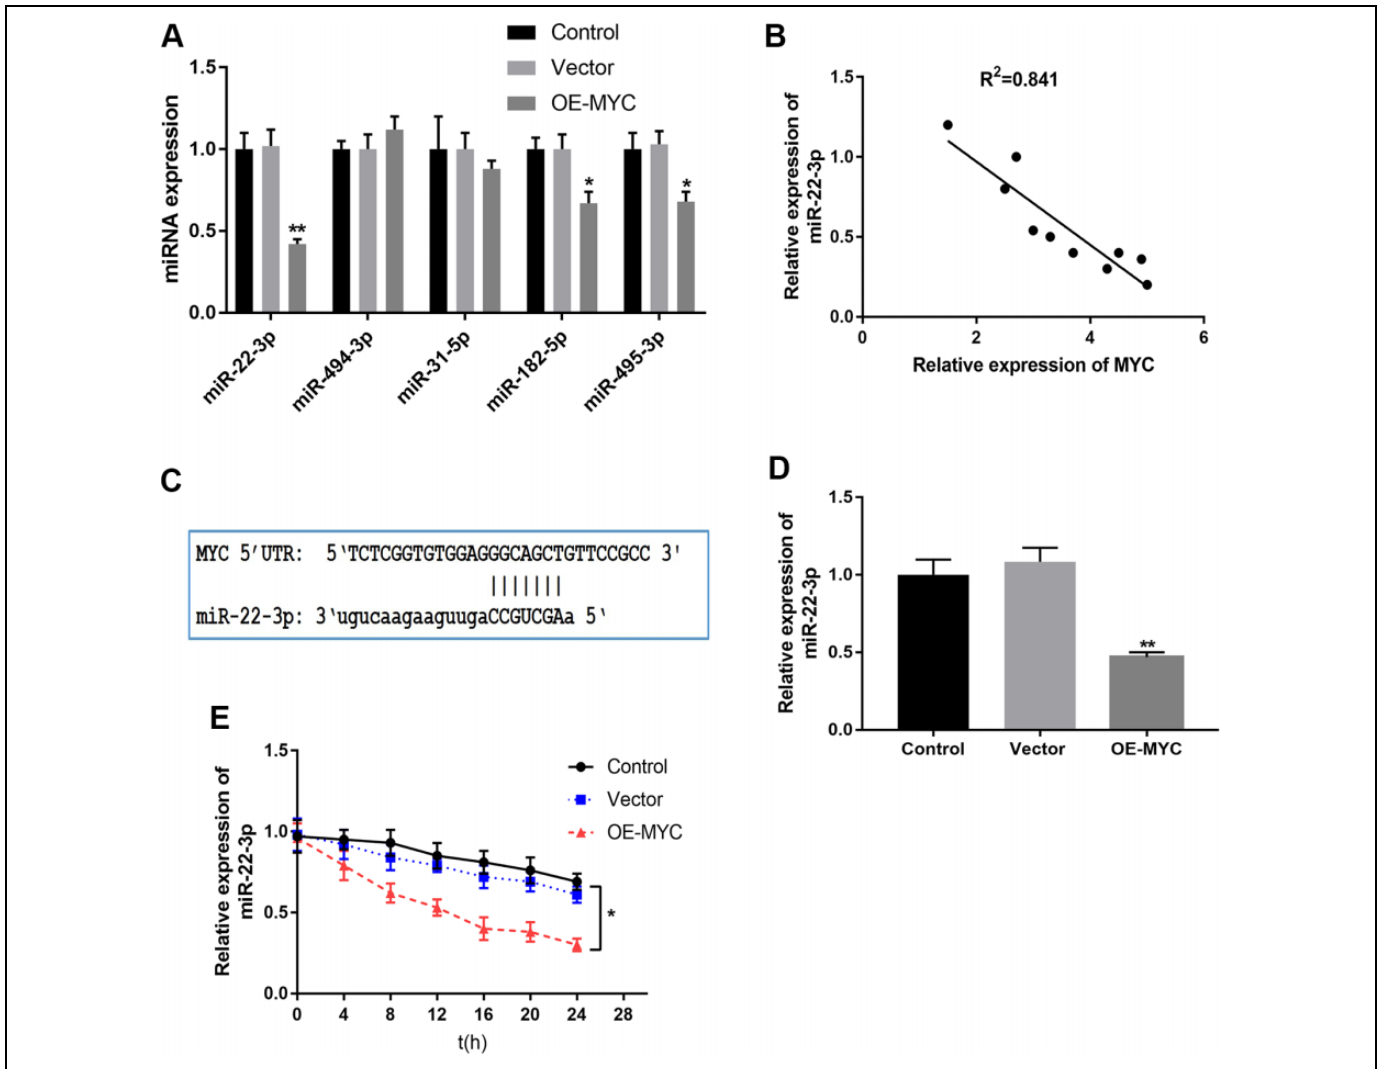 A
Control
Vector
OE-MYC
miRNA expression
1.5
1.0
0.5
0.0
**
*
*
miR-22-3p
miR-494-3p
miR-31-5p
miR-182-5p
miR-495-3p
B
R²=0.841
Relative expression of
miR-22-3p
1.5
1.0
0.5
0.0
0 2 4 6
Relative expression of MYC
C
MYC 5'UTR: 5‵TCTCGGTGTGGAGGGCAGCTGTTCCGCC 3'
|||||||
miR-22-3p: 3‵ugucaagaaguugaCCGUCGAa 5‵
D
Relative expression of
miR-22-3p
1.5
1.0
0.5
0.0
**
Control Vector OE-MYC
E
Relative expression of
miR-22-3p
1.5
1.0
0.5
0.0
Control
Vector
OE-MYC
*
0 4 8 12 16 20 24 28
t(h)